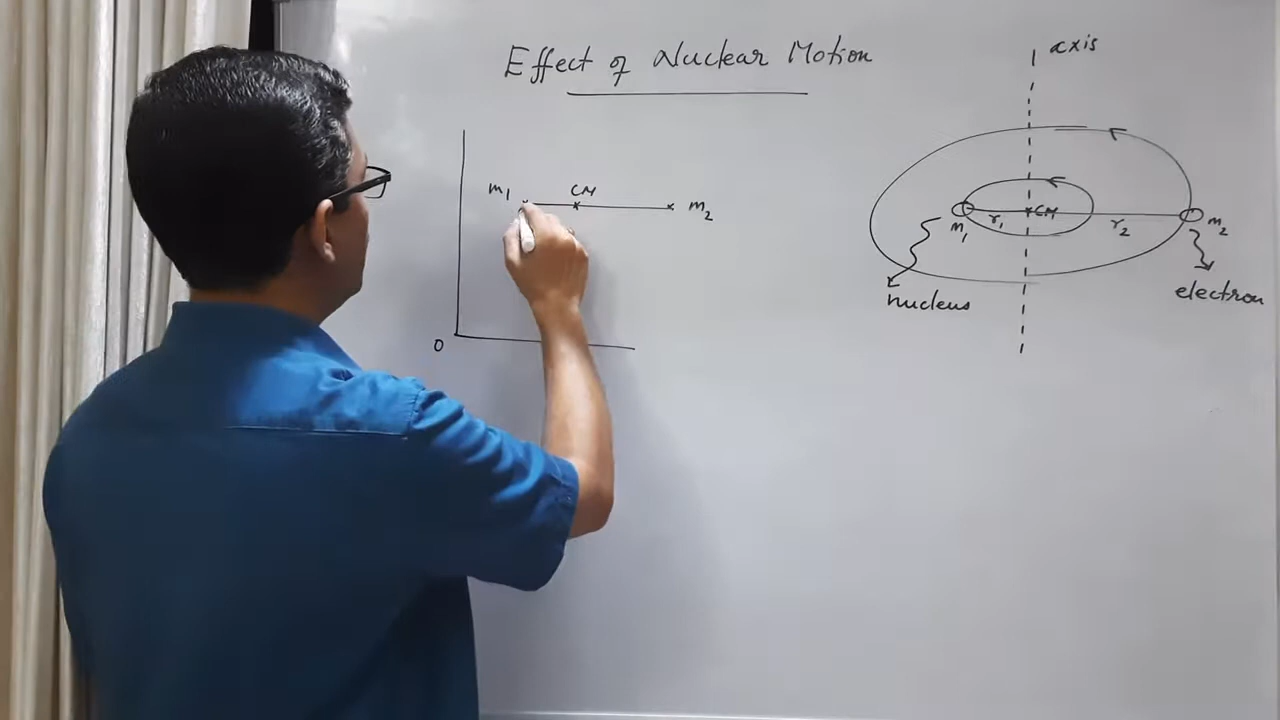 Effect of Nuclear Motion
axis
m1 CM m2
0
m1 r1 CM r2 m2
nucleus
electron